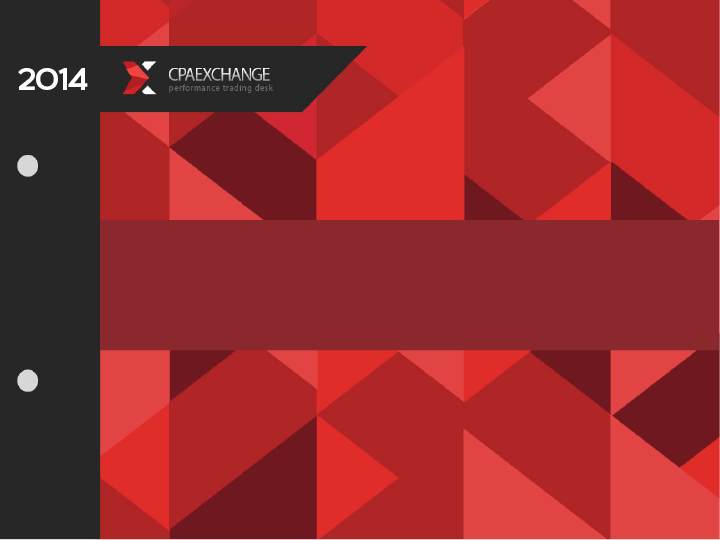 2014
CPAEXCHANGE
performance trading desk